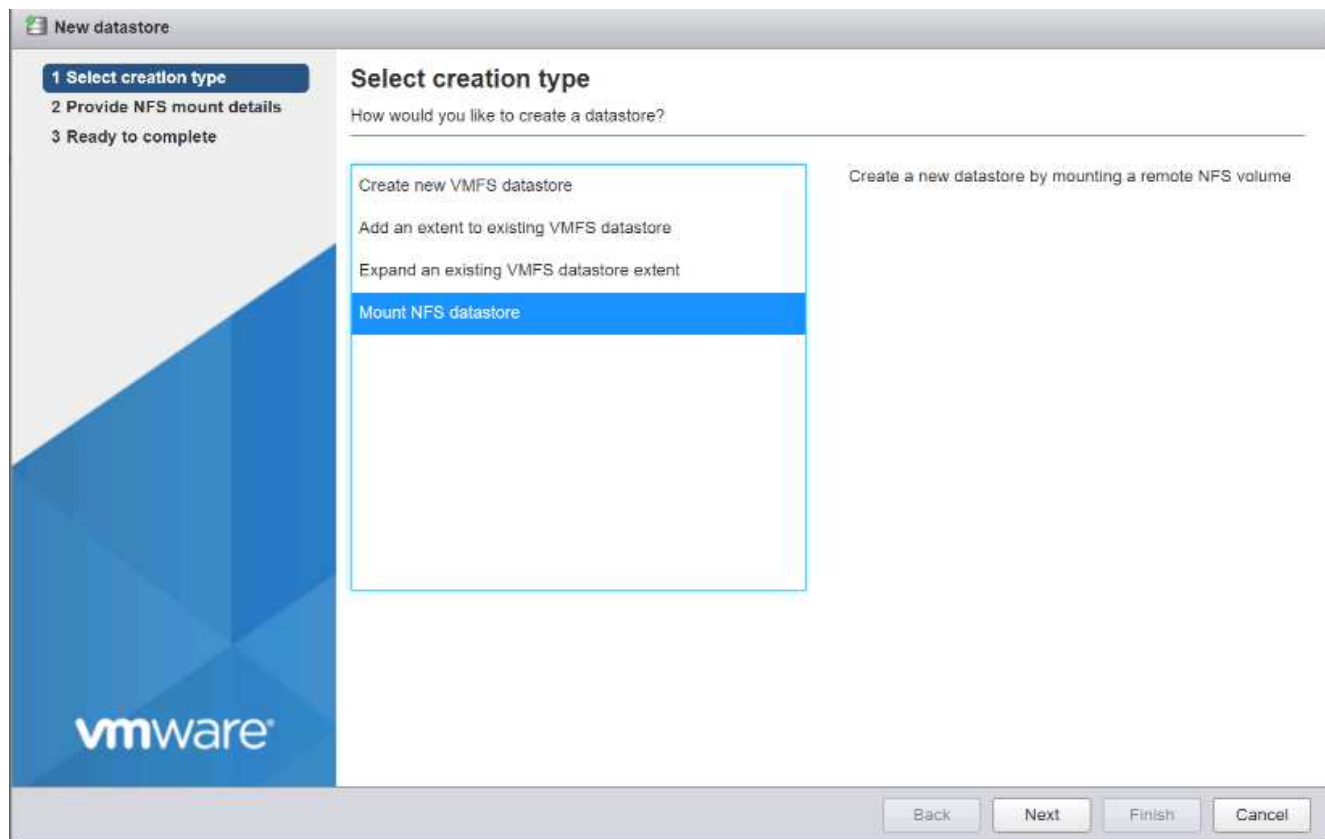 New datastore
1 Select creation type
2 Provide NFS mount details
3 Ready to complete
Select creation type
How would you like to create a datastore?
Create new VMFS datastore
Add an extent to existing VMFS datastore
Expand an existing VMFS datastore extent
Mount NFS datastore
Create a new datastore by mounting a remote NFS volume
vmware®
Back
Next
Finish
Cancel